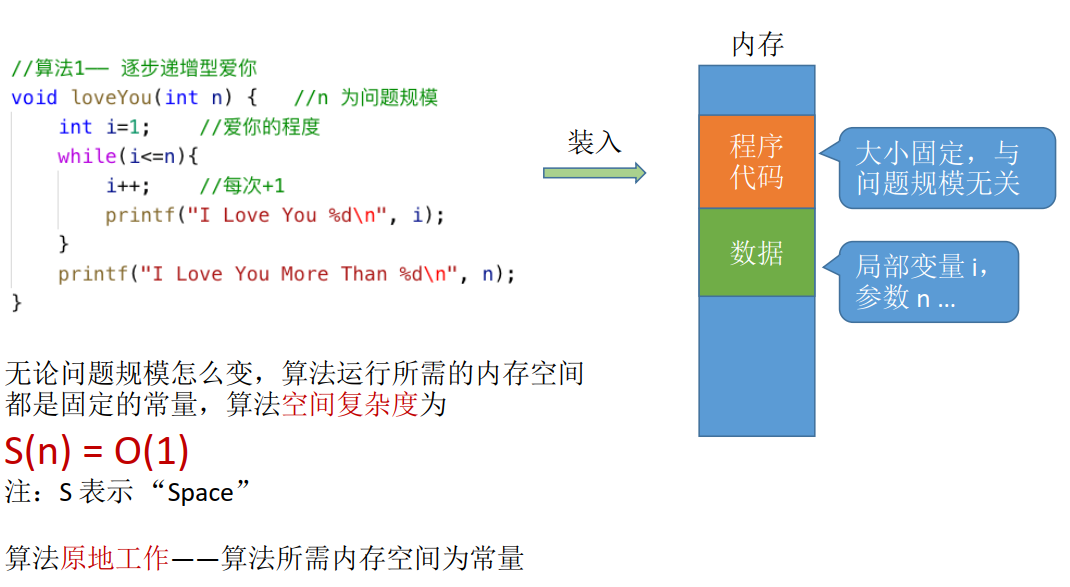 //算法1—— 逐步递增型爱你
void loveYou(int n) {   //n 为问题规模
    int i=1;    //爱你的程度
    while(i<=n){
        i++;    //每次+1
        printf("I Love You %d\n", i);
    }
    printf("I Love You More Than %d\n", n);
}
装入
内存
程序
代码
大小固定，与
问题规模无关
数据
局部变量 i，
参数 n ...
无论问题规模怎么变，算法运行所需的内存空间
都是固定的常量，算法空间复杂度为
S(n) = O(1)
注：S 表示 “Space”
算法原地工作——算法所需内存空间为常量